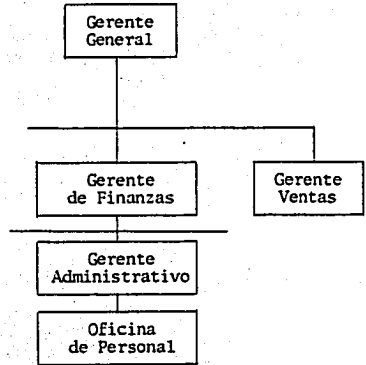 Gerente
General
Gerente
de Finanzas
Gerente
Ventas
Gerente
Administrativo
Oficina
de Personal